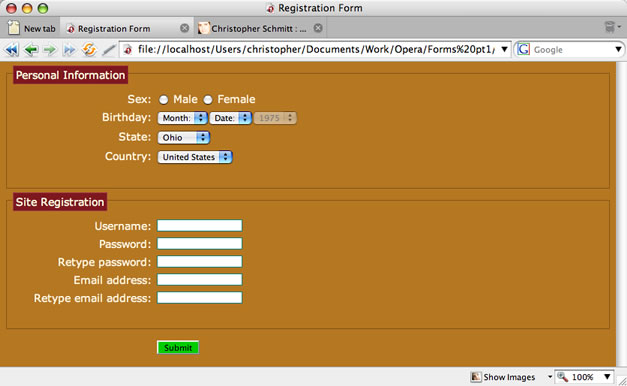 Registration Form
New tab
Registration Form
Christopher Schmitt : ...
file://localhost/Users/christopher/Documents/Work/Opera/Forms%20pt1/
Google
Personal Information
Sex: Male Female
Birthday: Month: Date: 1975
State: Ohio
Country: United States
Site Registration
Username:
Password:
Retype password:
Email address:
Retype email address:
Submit
Show Images
100%